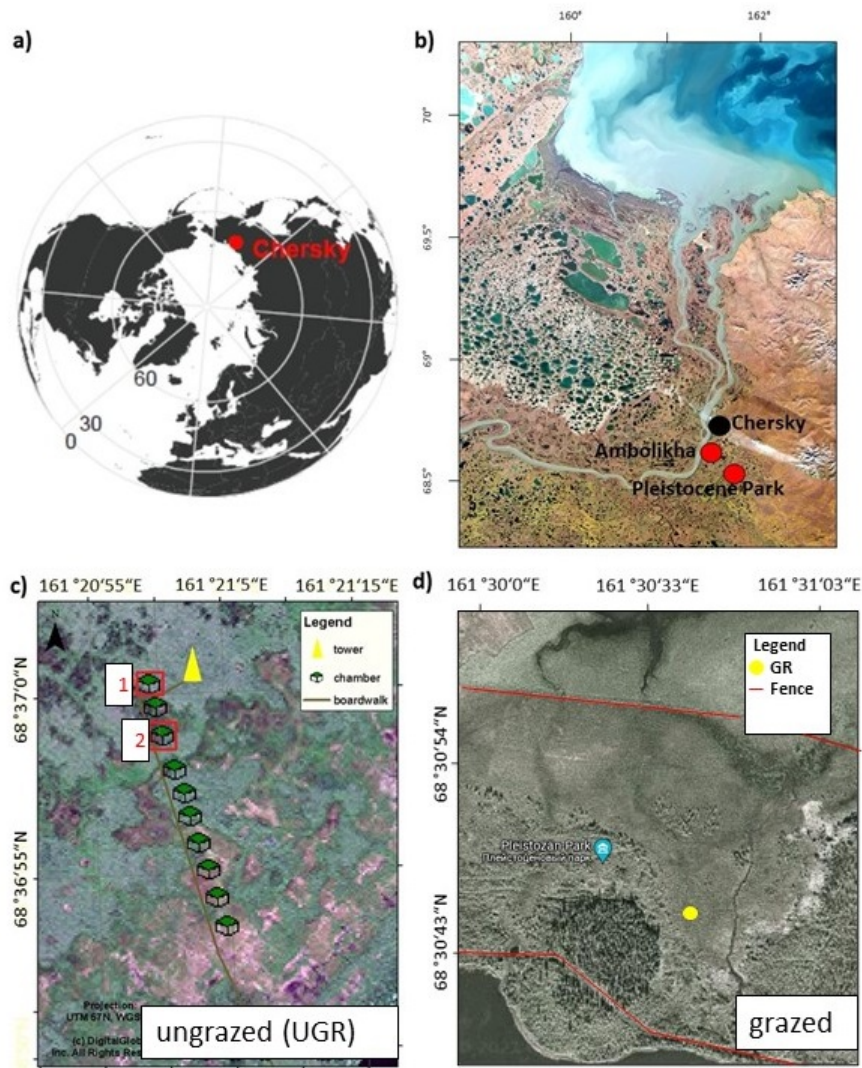 a)
Chersky
60
30
0
b)
160°
162°
70°
69.5°
69°
68.5°
Chersky
Ambolikha
Pleistocene Park
c)
161 °20‘55“E
161 °21‘5“E
161 °21‘15“E
68 °37‘0“N
68 °36‘55“N
N
Legend
tower
chamber
boardwalk
1
2
Projection:
UTM 57N, WGS
(c) DigitalGlob
Inc. All Rights Res
ungrazed (UGR)
d)
161 °30‘0“E
161 °30‘33“E
161 °31‘03“E
68 °30‘54“N
68 °30‘43“N
Legend
GR
Fence
Pleistozän-Park
Плейстоценовый парк
grazed